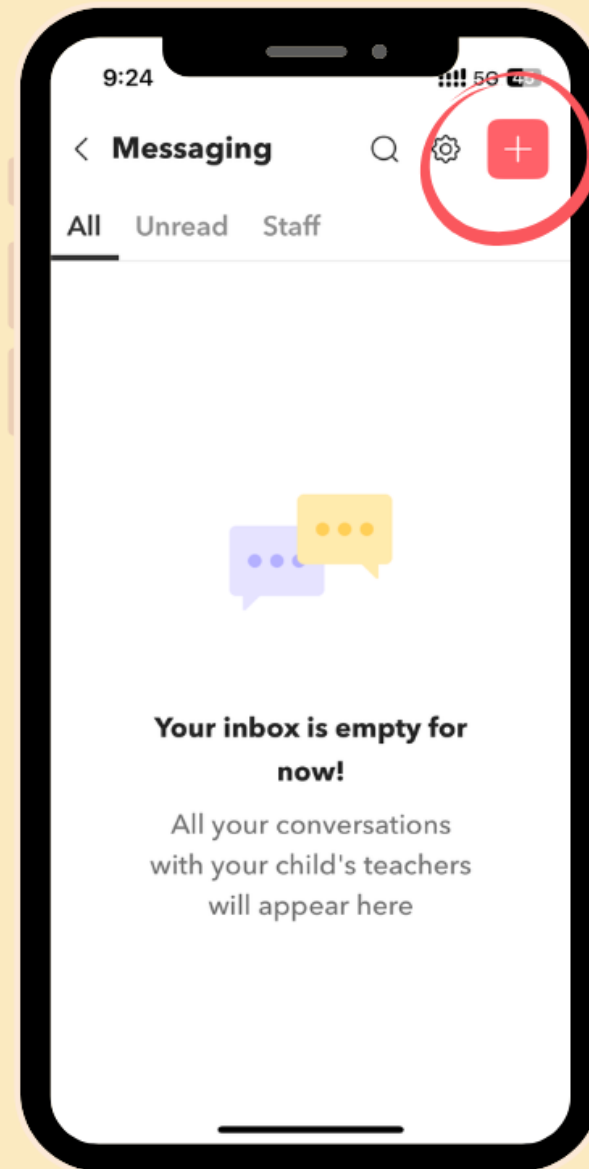 9:24 5G 45
Messaging
All Unread Staff
Your inbox is empty for
now!
All your conversations
with your child's teachers
will appear here